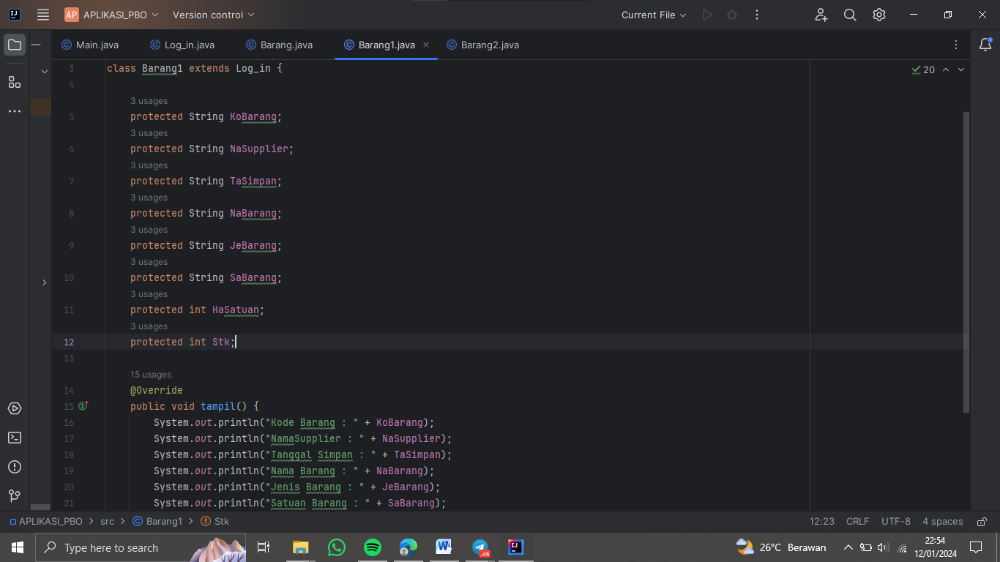 AP APLIKASI_PBO Version control Current File
Main.java Log_in.java Barang.java Barang1.java Barang2.java
3 class Barang1 extends Log_in { 20
4
3 usages
5 protected String KoBarang;
3 usages
6 protected String NaSupplier;
3 usages
7 protected String TaSimpan;
3 usages
8 protected String NaBarang;
3 usages
9 protected String JeBarang;
3 usages
10 protected String SaBarang;
3 usages
11 protected int HaSatuan;
3 usages
12 protected int Stk;
13
15 usages
14 @Override
15 public void tampil() {
16 System.out.println("Kode Barang : " + KoBarang);
17 System.out.println("NamaSupplier : " + NaSupplier);
18 System.out.println("Tanggal Simpan : " + TaSimpan);
19 System.out.println("Nama Barang : " + NaBarang);
20 System.out.println("Jenis Barang : " + JeBarang);
21 System.out.println("Satuan Barang : " + SaBarang);
APLIKASI_PBO > src > Barang1 > Stk 12:23 CRLF UTF-8 4 spaces
Type here to search 26°C Berawan 22:54
12/01/2024